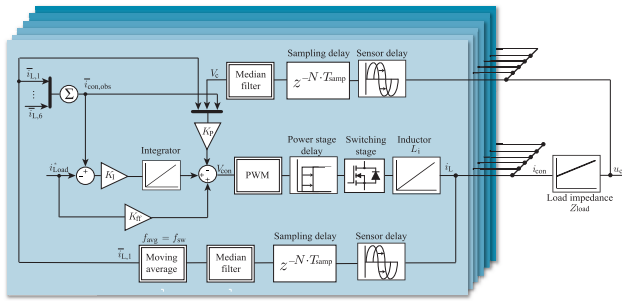 Sampling delay
Sensor delay
V_c
Median
filter
z^{-N·T_samp}
ī_{L,1}
⋮
ī_{L,6}
Σ
ī_{con,obs}
K_P
Integrator
Power stage
delay
Switching
stage
Inductor
L_i
i*_{Load}
- +
K_I
V_con
PWM
i_L
i_con
u_c
Load impedance
Z_load
K_ff
f_avg = f_sw
Sampling delay
Sensor delay
ī_{L,1}
Moving
average
Median
filter
z^{-N·T_samp}